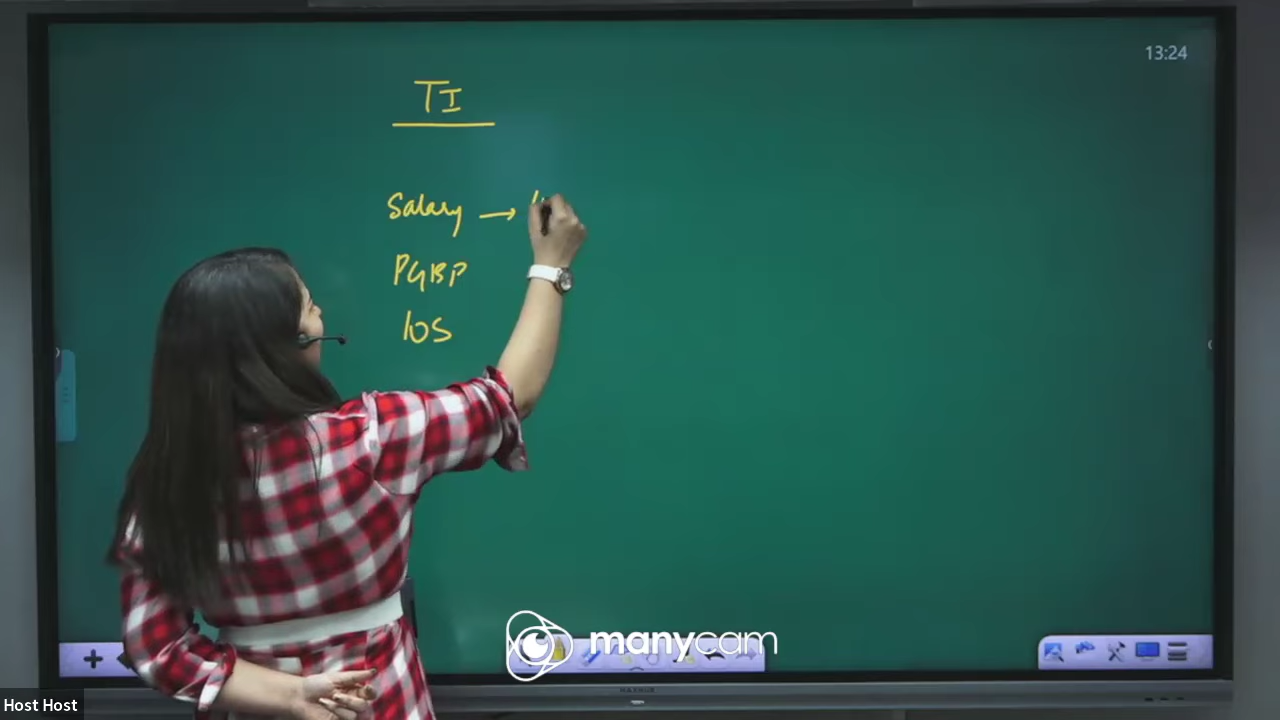 13:24
TI
Salary →
PGBP
IOS
manycam
Host Host